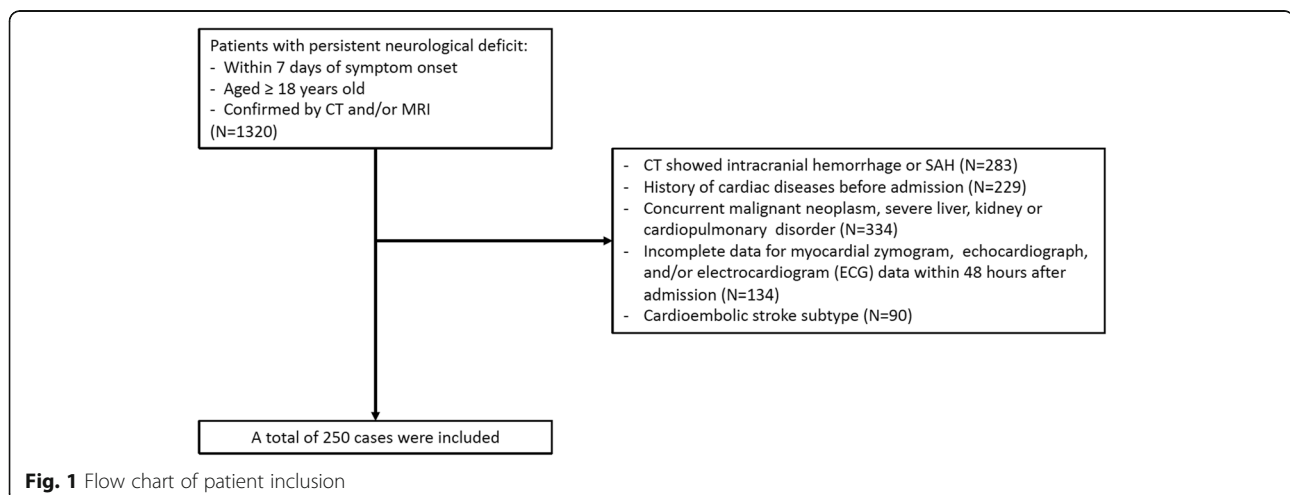 Patients with persistent neurological deficit:
- Within 7 days of symptom onset
- Aged ≥ 18 years old
- Confirmed by CT and/or MRI
(N=1320)
- CT showed intracranial hemorrhage or SAH (N=283)
- History of cardiac diseases before admission (N=229)
- Concurrent malignant neoplasm, severe liver, kidney or
cardiopulmonary disorder (N=334)
- Incomplete data for myocardial zymogram, echocardiograph,
and/or electrocardiogram (ECG) data within 48 hours after
admission (N=134)
- Cardioembolic stroke subtype (N=90)
A total of 250 cases were included
Fig. 1 Flow chart of patient inclusion